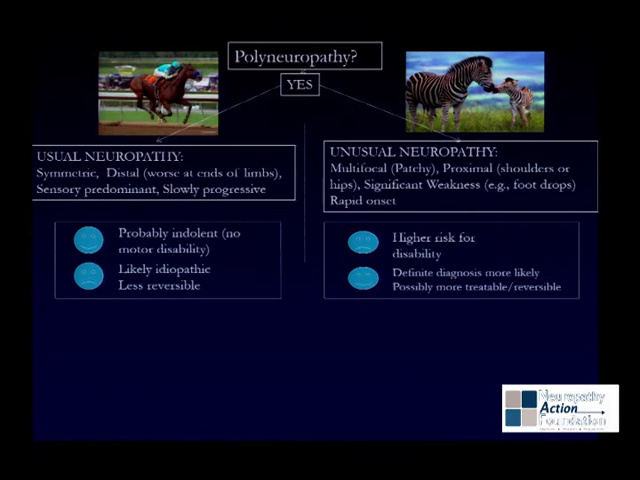 Polyneuropathy?
YES
USUAL NEUROPATHY:
Symmetric, Distal (worse at ends of limbs),
Sensory predominant, Slowly progressive
UNUSUAL NEUROPATHY:
Multifocal (Patchy), Proximal (shoulders or
hips), Significant Weakness (e.g., foot drops)
Rapid onset
Probably indolent (no
motor disability)
Likely idiopathic
Less reversible
Higher risk for
disability
Definite diagnosis more likely
Possibly more treatable/reversible
Neuropathy
Action
Foundation